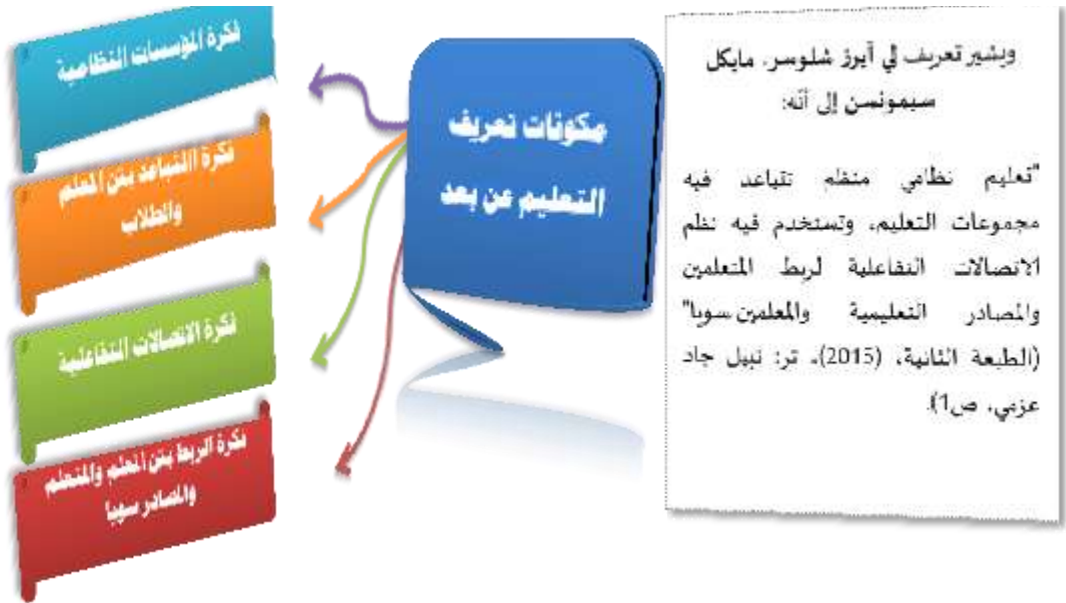 ويشير تعريف لي آيرز شلوسر، مايكل
سيمونسن إلى أنّه:
"تعليم نظامي منظم تتباعد فيه
مجموعات التعليم، وتستخدم فيه نظم
الاتصالات التفاعلية لربط المتعلمين
والمصادر التعليمية والمعلمين سويا"
(الطبعة الثانية، (2015)، تر: نبيل جاد
عزمي، ص1).
مكونات تعريف
التعليم عن بعد
فكرة المؤسسات النظامية
فكرة التباعد بين المعلم
والطلاب
فكرة الاتصالات التفاعلية
فكرة الربط بين المعلم والمتعلم
والمصادر سويا